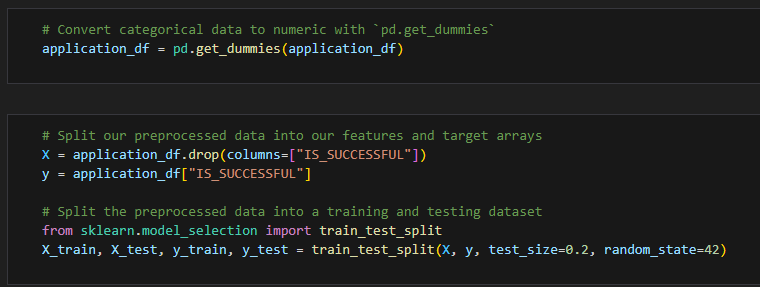 # Convert categorical data to numeric with `pd.get_dummies`
application_df = pd.get_dummies(application_df)
# Split our preprocessed data into our features and target arrays
X = application_df.drop(columns=["IS_SUCCESSFUL"])
y = application_df["IS_SUCCESSFUL"]
# Split the preprocessed data into a training and testing dataset
from sklearn.model_selection import train_test_split
X_train, X_test, y_train, y_test = train_test_split(X, y, test_size=0.2, random_state=42)